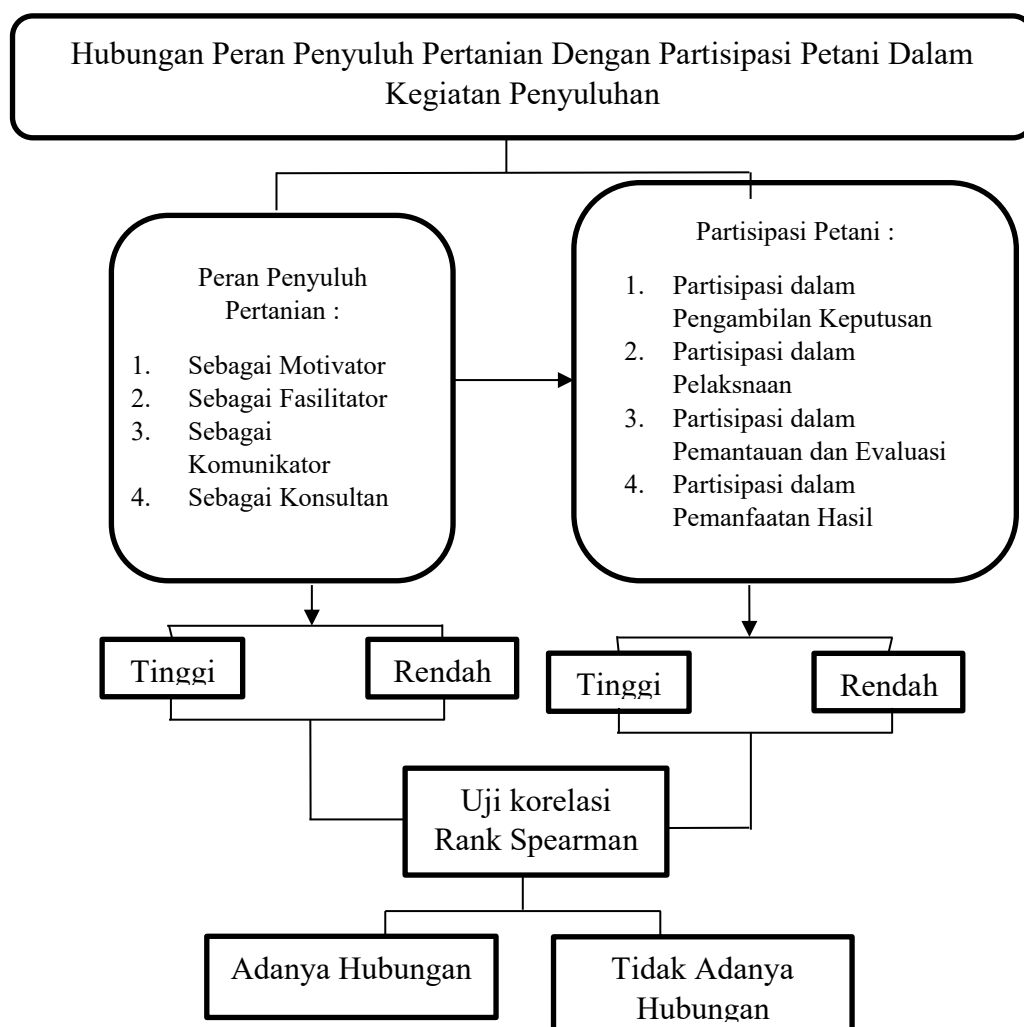 Hubungan Peran Penyuluh Pertanian Dengan Partisipasi Petani Dalam
Kegiatan Penyuluhan
Peran Penyuluh
Pertanian :
1. Sebagai Motivator
2. Sebagai Fasilitator
3. Sebagai
Komunikator
4. Sebagai Konsultan
Partisipasi Petani :
1. Partisipasi dalam
Pengambilan Keputusan
2. Partisipasi dalam
Pelaksnaan
3. Partisipasi dalam
Pemantauan dan Evaluasi
4. Partisipasi dalam
Pemanfaatan Hasil
Tinggi
Rendah
Tinggi
Rendah
Uji korelasi
Rank Spearman
Adanya Hubungan
Tidak Adanya
Hubungan